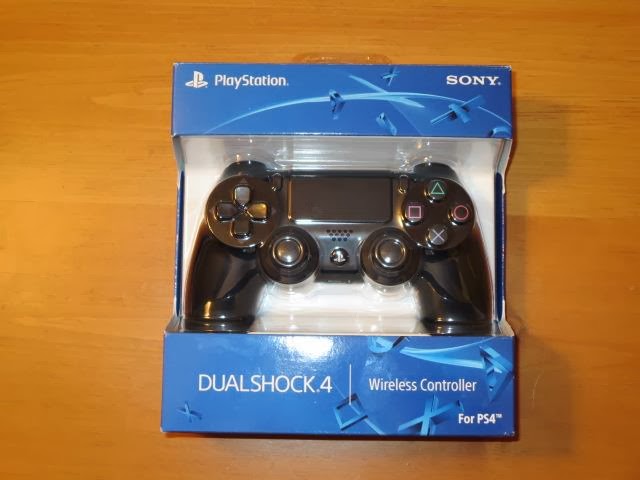 PlayStation.
SONY.
DUALSHOCK.4
Wireless Controller
For PS4™